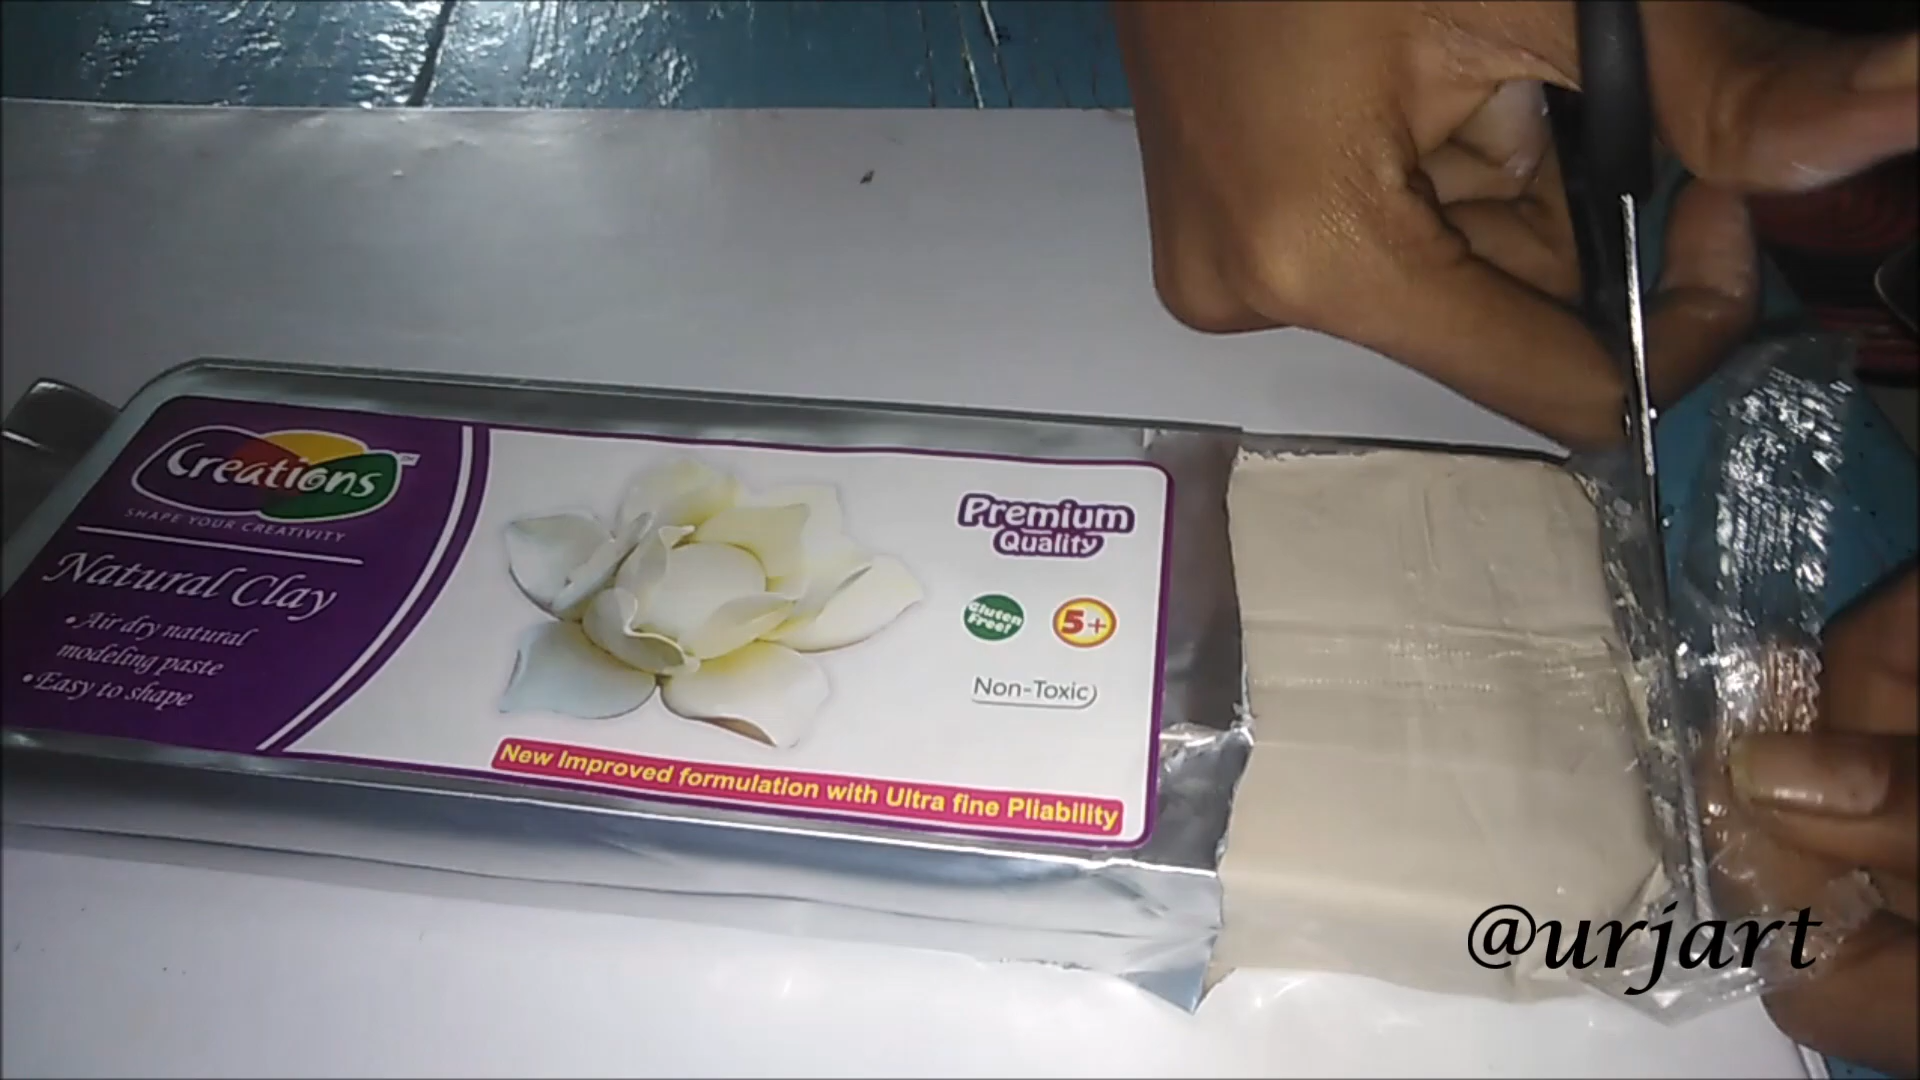 Creations™
SHAPE YOUR CREATIVITY
Natural Clay
• Air dry natural
modeling paste
• Easy to shape
Premium
Quality
Gluten
Free!
5+
Non-Toxic
New Improved formulation with Ultra fine Pliability
@urjart